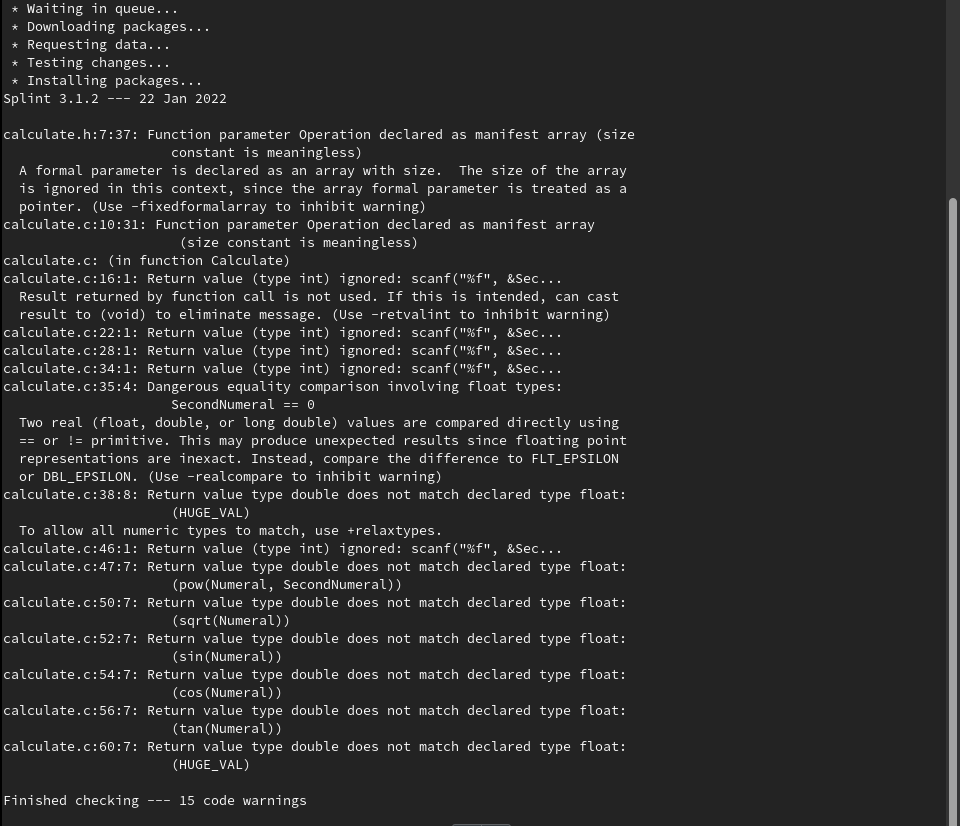 * Waiting in queue...
* Downloading packages...
* Requesting data...
* Testing changes...
* Installing packages...
Splint 3.1.2 --- 22 Jan 2022
calculate.h:7:37: Function parameter Operation declared as manifest array (size
constant is meaningless)
A formal parameter is declared as an array with size.  The size of the array
is ignored in this context, since the array formal parameter is treated as a
pointer. (Use -fixedformalarray to inhibit warning)
calculate.c:10:31: Function parameter Operation declared as manifest array
(size constant is meaningless)
calculate.c: (in function Calculate)
calculate.c:16:1: Return value (type int) ignored: scanf("%f", &Sec...
Result returned by function call is not used. If this is intended, can cast
result to (void) to eliminate message. (Use -retvalint to inhibit warning)
calculate.c:22:1: Return value (type int) ignored: scanf("%f", &Sec...
calculate.c:28:1: Return value (type int) ignored: scanf("%f", &Sec...
calculate.c:34:1: Return value (type int) ignored: scanf("%f", &Sec...
calculate.c:35:4: Dangerous equality comparison involving float types:
SecondNumeral == 0
Two real (float, double, or long double) values are compared directly using
== or != primitive. This may produce unexpected results since floating point
representations are inexact. Instead, compare the difference to FLT_EPSILON
or DBL_EPSILON. (Use -realcompare to inhibit warning)
calculate.c:38:8: Return value type double does not match declared type float:
(HUGE_VAL)
To allow all numeric types to match, use +relaxtypes.
calculate.c:46:1: Return value (type int) ignored: scanf("%f", &Sec...
calculate.c:47:7: Return value type double does not match declared type float:
(pow(Numeral, SecondNumeral))
calculate.c:50:7: Return value type double does not match declared type float:
(sqrt(Numeral))
calculate.c:52:7: Return value type double does not match declared type float:
(sin(Numeral))
calculate.c:54:7: Return value type double does not match declared type float:
(cos(Numeral))
calculate.c:56:7: Return value type double does not match declared type float:
(tan(Numeral))
calculate.c:60:7: Return value type double does not match declared type float:
(HUGE_VAL)
Finished checking --- 15 code warnings